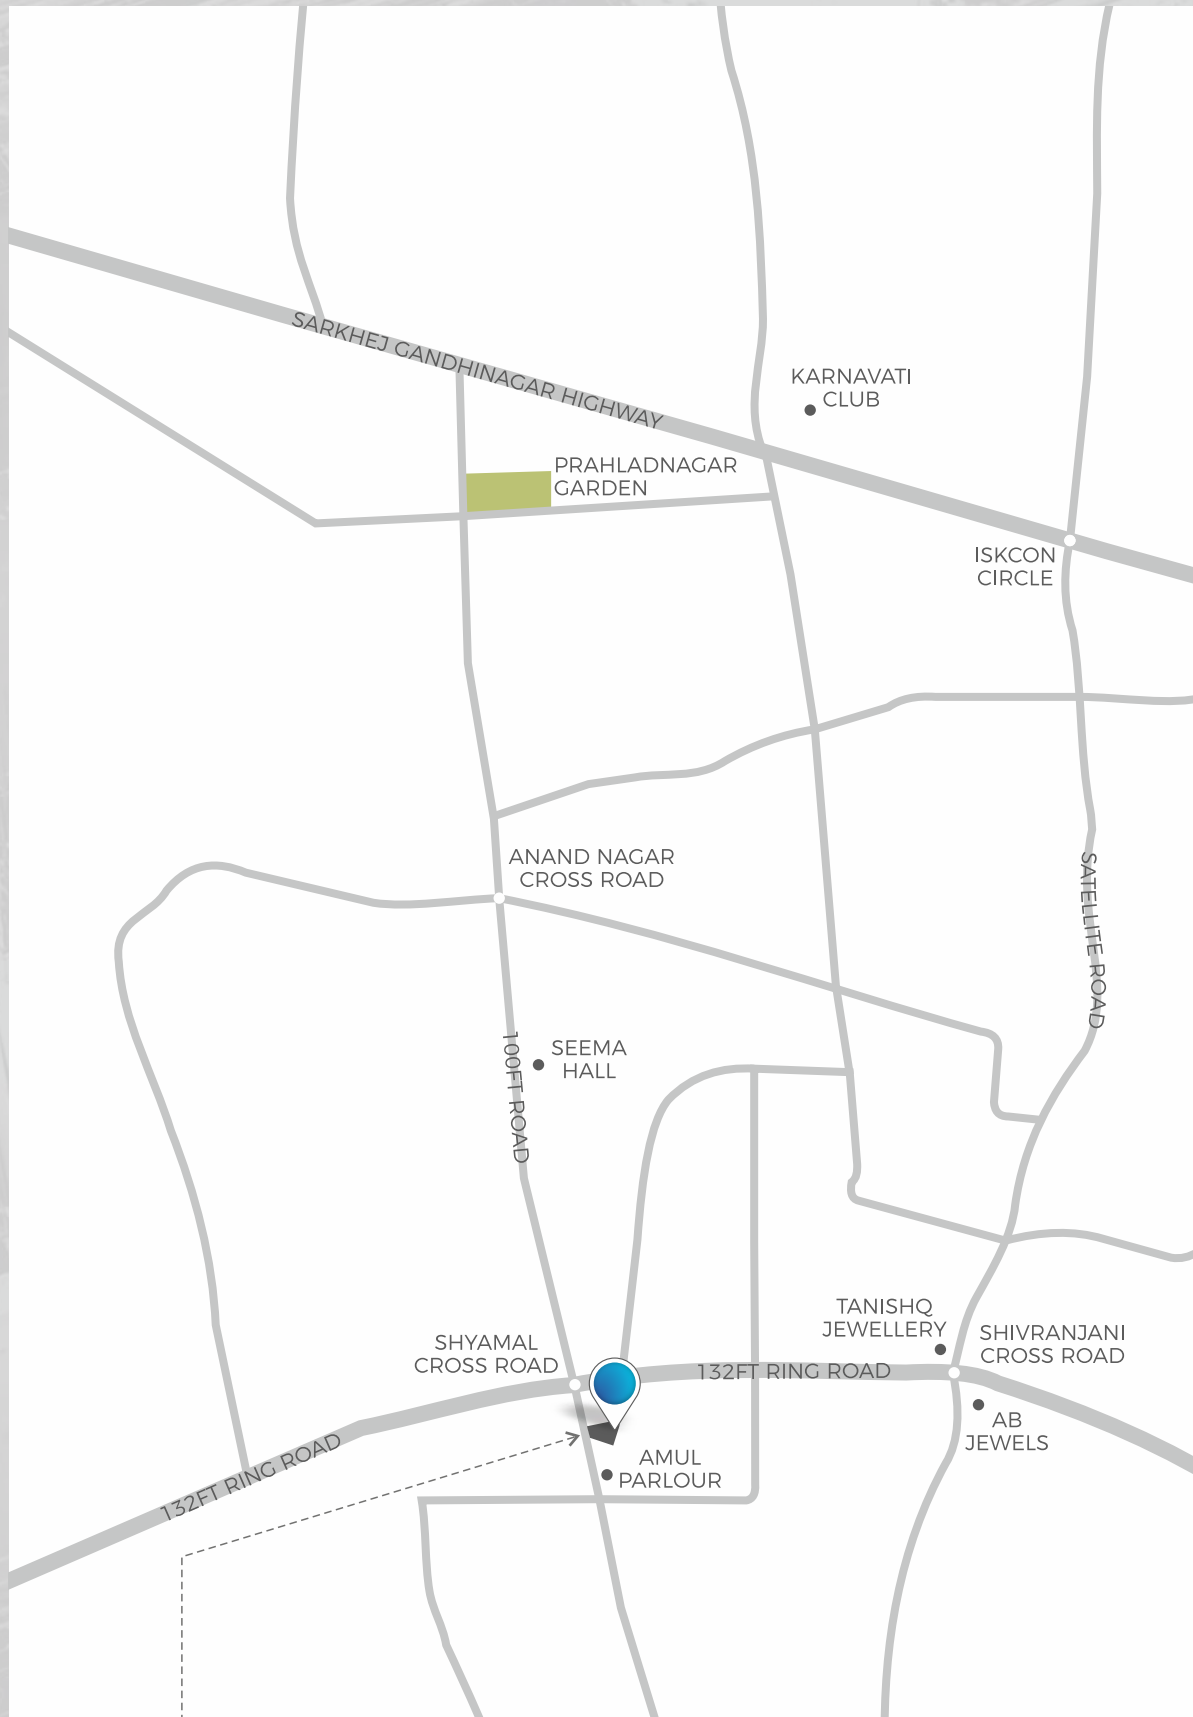 SARKHEJ GANDHINAGAR HIGHWAY
KARNAVATI
CLUB
PRAHLADNAGAR
GARDEN
ISKCON
CIRCLE
ANAND NAGAR
CROSS ROAD
SATELLITE ROAD
100FT ROAD
SEEMA
HALL
TANISHQ
JEWELLERY
SHIVRANJANI
CROSS ROAD
SHYAMAL
CROSS ROAD
132FT RING ROAD
AB
JEWELS
132FT RING ROAD
AMUL
PARLOUR